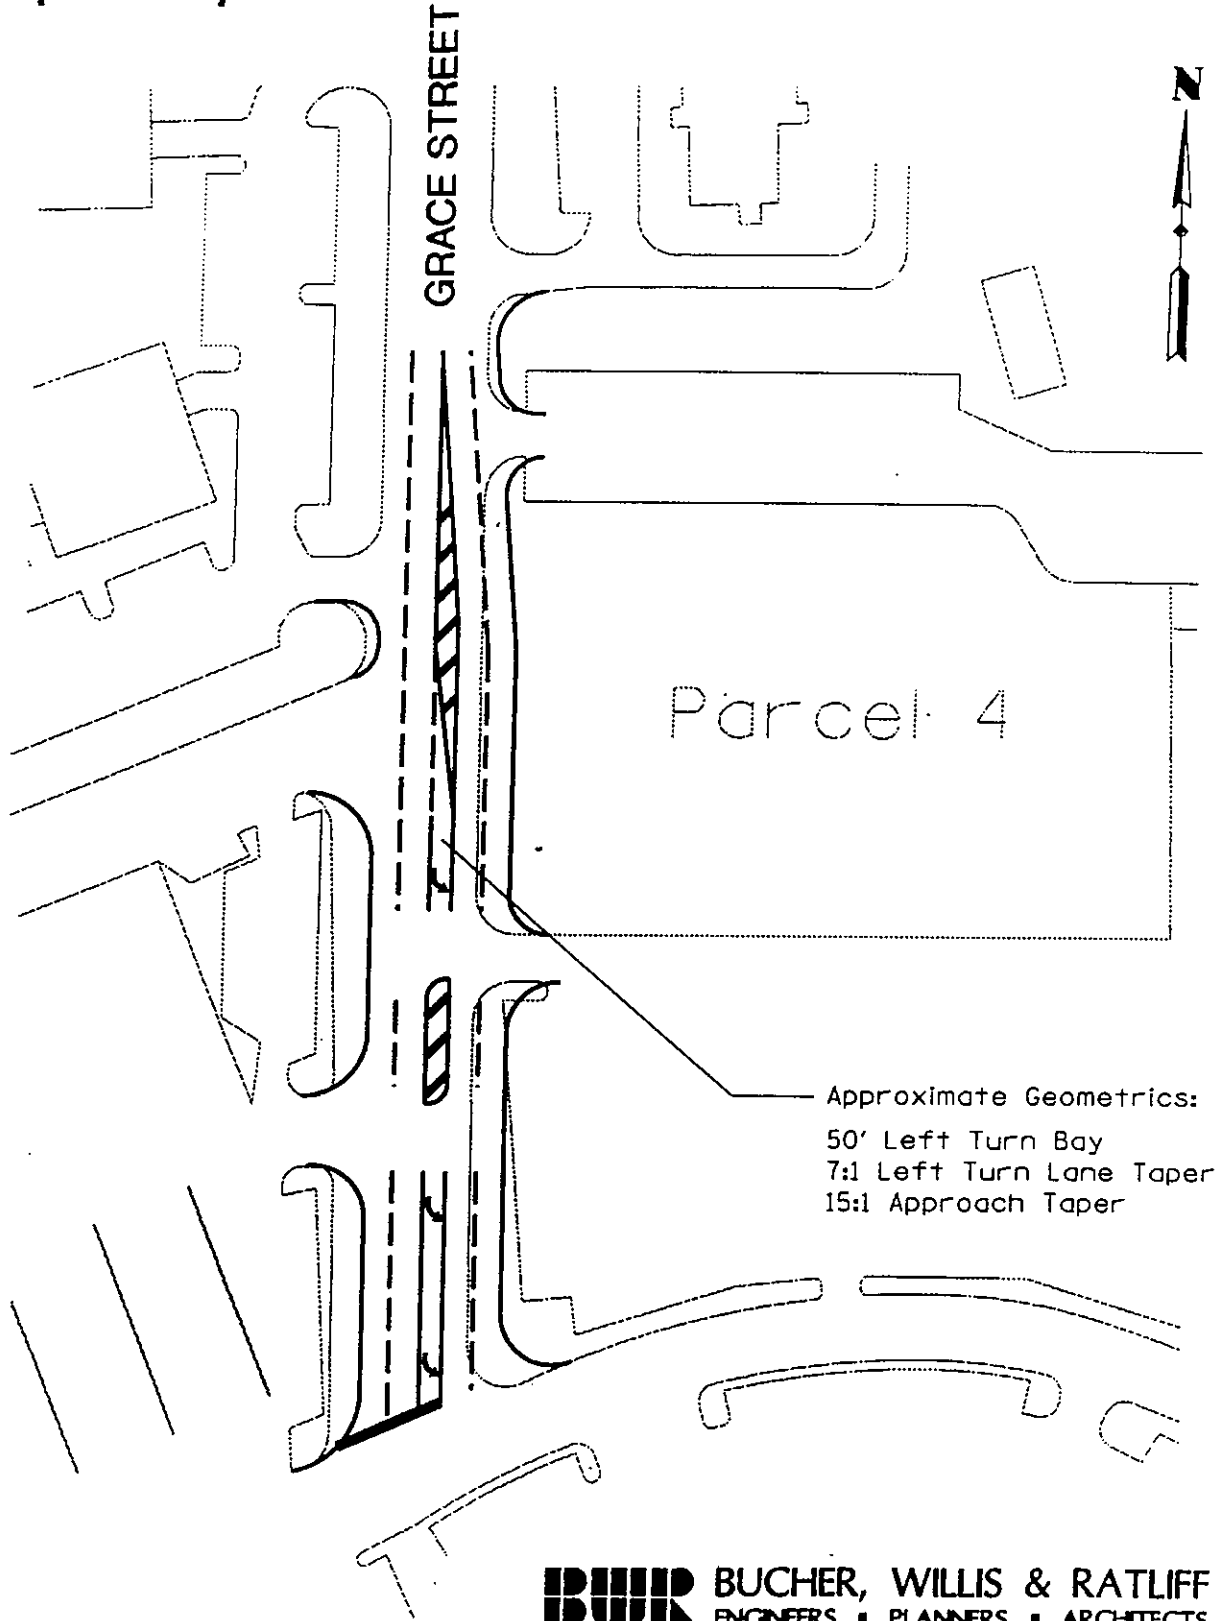 GRACE STREET
N
Parcel 4
Approximate Geometrics:
50' Left Turn Bay
7:1 Left Turn Lane Taper
15:1 Approach Taper
BWR BUCHER, WILLIS & RATLIFF
ENGINEERS ▪ PLANNERS ▪ ARCHITECTS